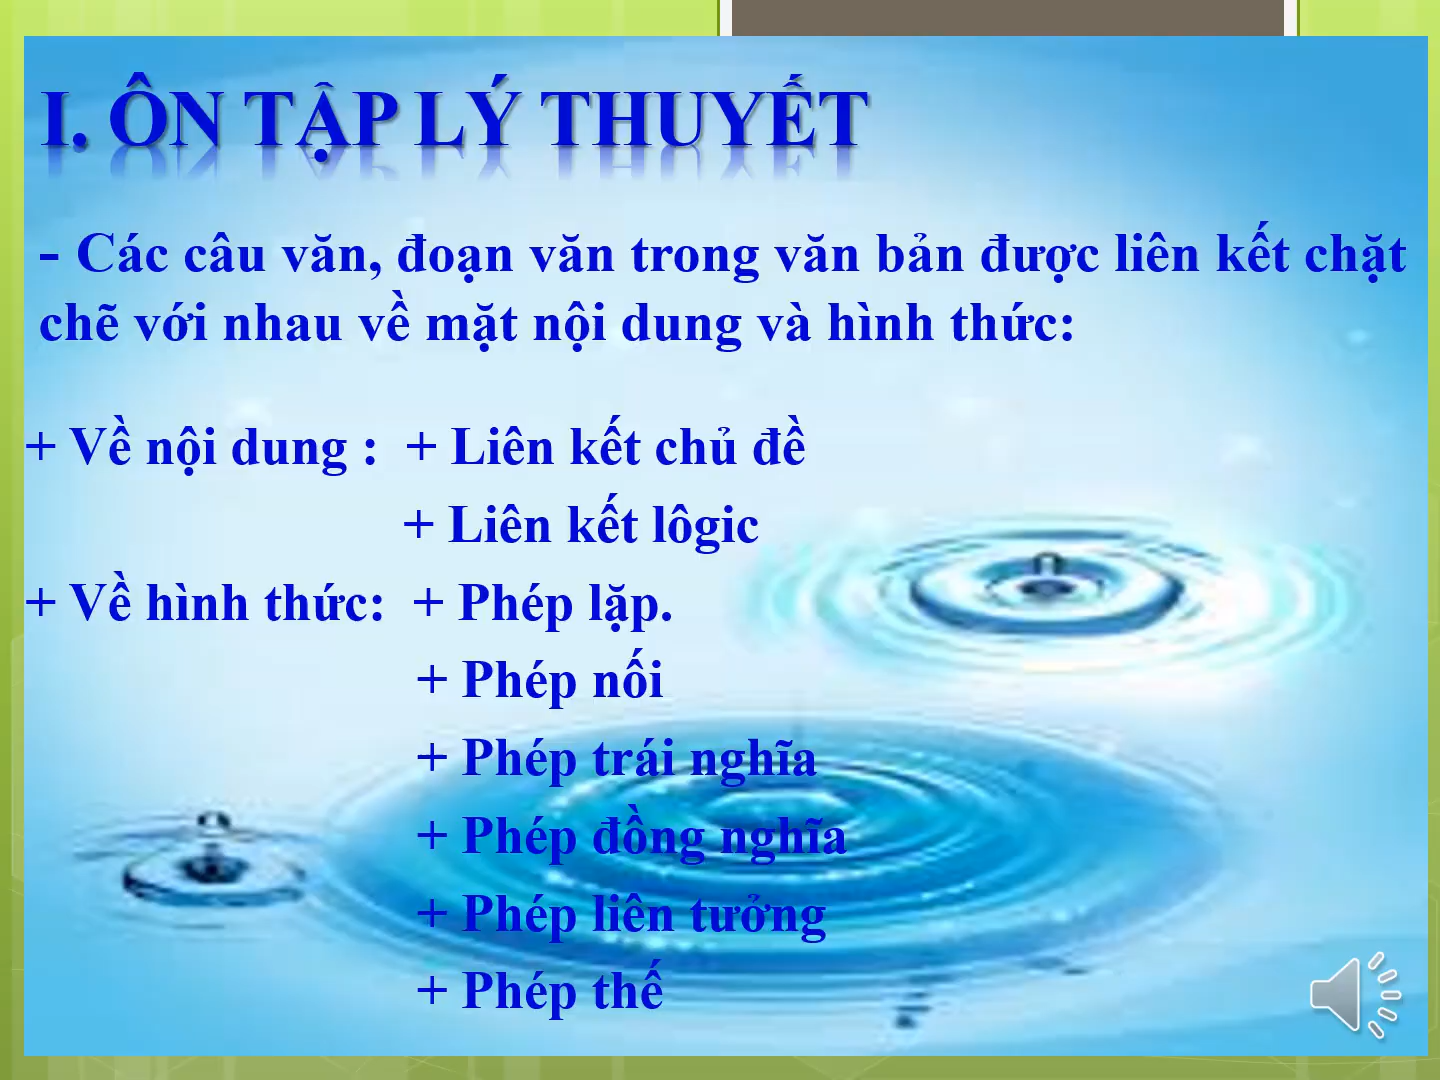 I. ÔN TẬP LÝ THUYẾT
- Các câu văn, đoạn văn trong văn bản được liên kết chặt
chẽ với nhau về mặt nội dung và hình thức:
+ Về nội dung :  + Liên kết chủ đề
+ Liên kết lôgic
+ Về hình thức:  + Phép lặp.
+ Phép nối
+ Phép trái nghĩa
+ Phép đồng nghĩa
+ Phép liên tưởng
+ Phép thế